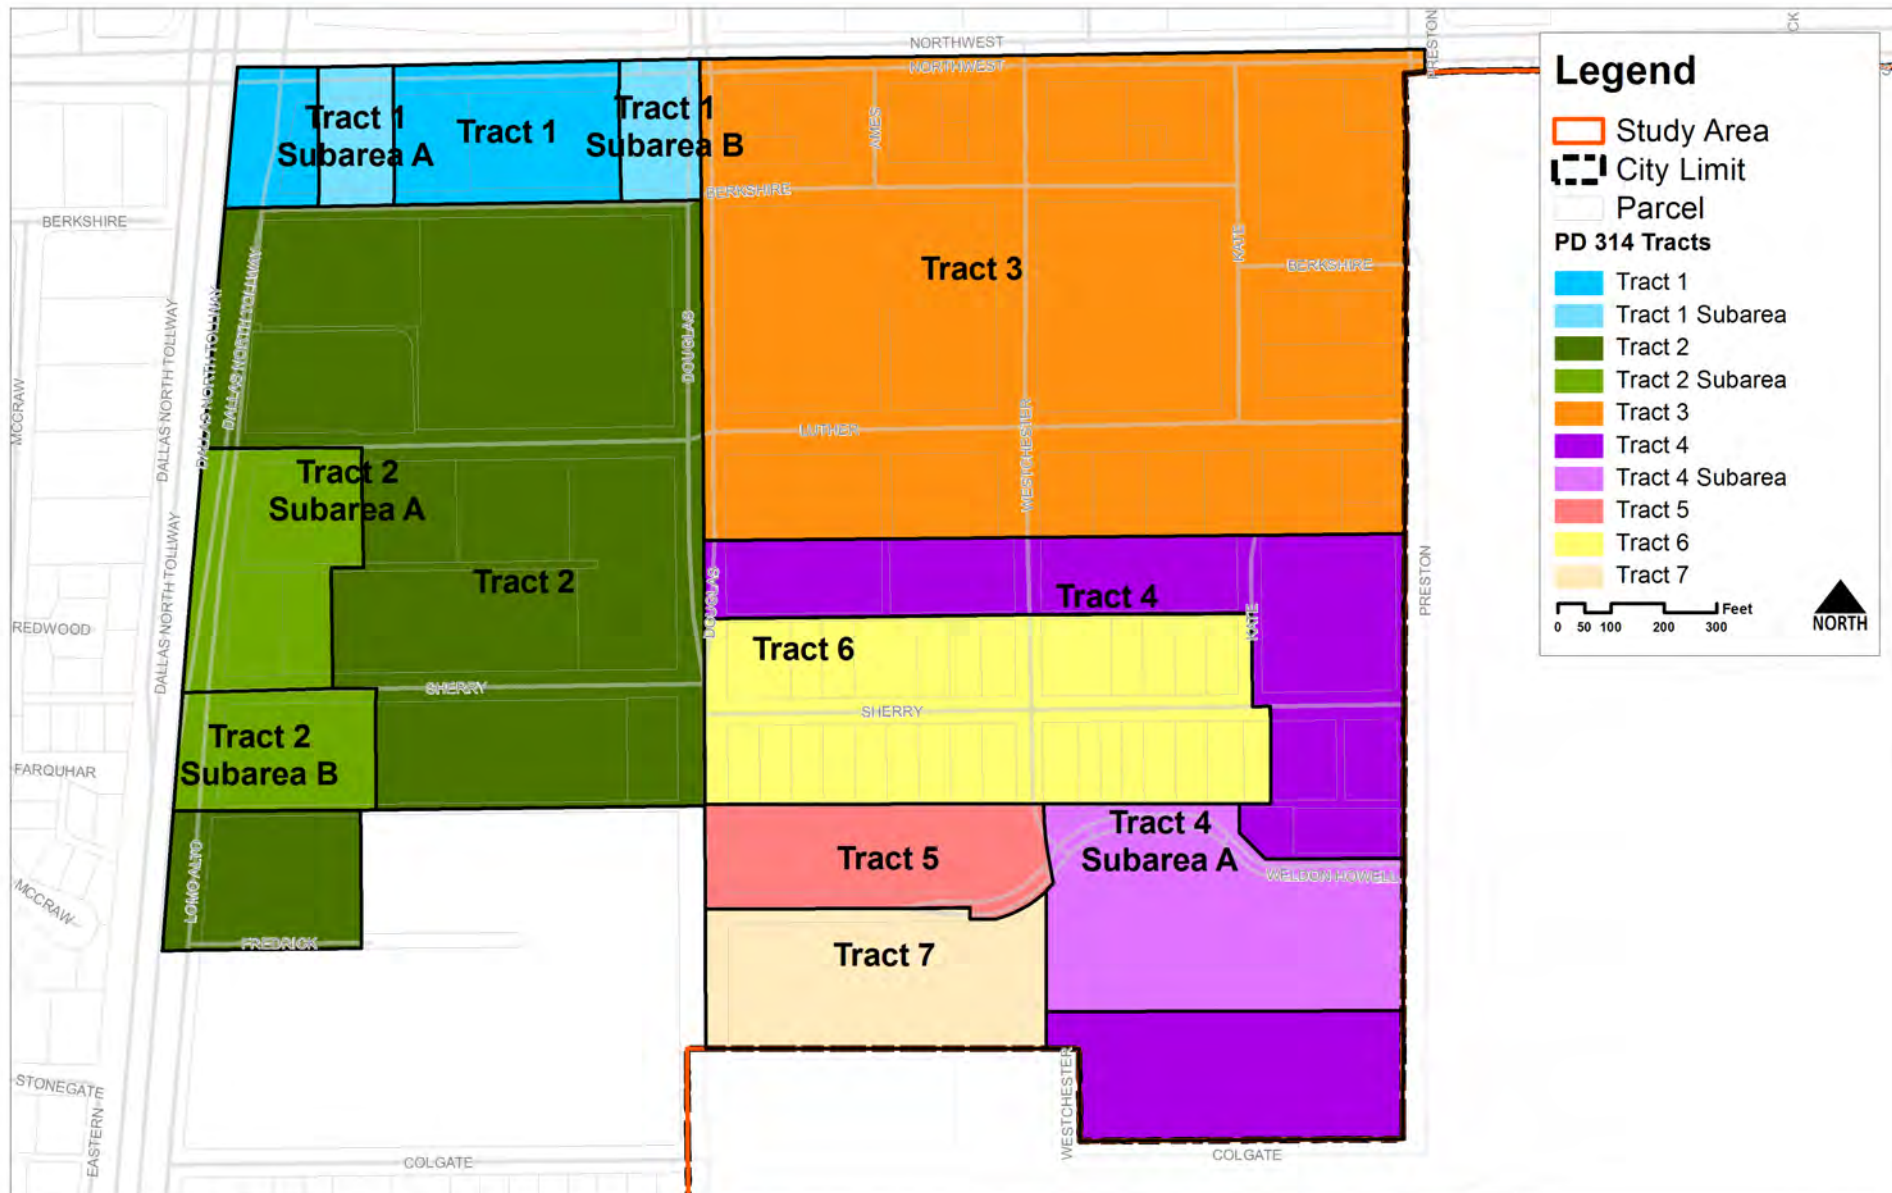 NORTHWEST
NORTHWEST
PRESTON
CK
Tract 1
Subarea A
Tract 1
Tract 1
Subarea B
AMES
BERKSHIRE
BERKSHIRE
KATE
BERKSHIRE
Tract 3
DALLAS NORTH TOLLWAY
DALLAS NORTH TOLLWAY
DALLAS NORTH TOLLWAY
DOUGLAS
MCCRAW
LUTHER
WESTCHESTER
Tract 2
Subarea A
Tract 2
DALLAS NORTH TOLLWAY
DOUGLAS
Tract 4
KATE
PRESTON
REDWOOD
Tract 6
SHERRY
SHERRY
Tract 2
Subarea B
FARQUHAR
Tract 5
Tract 4
Subarea A
WELDON HOWELL
LOMO ALTO
MCCRAW
FREDRICK
Tract 7
STONEGATE
EASTERN
WESTCHESTER
COLGATE
COLGATE
Legend
Study Area
City Limit
Parcel
PD 314 Tracts
Tract 1
Tract 1 Subarea
Tract 2
Tract 2 Subarea
Tract 3
Tract 4
Tract 4 Subarea
Tract 5
Tract 6
Tract 7
Feet
0 50 100 200 300
NORTH